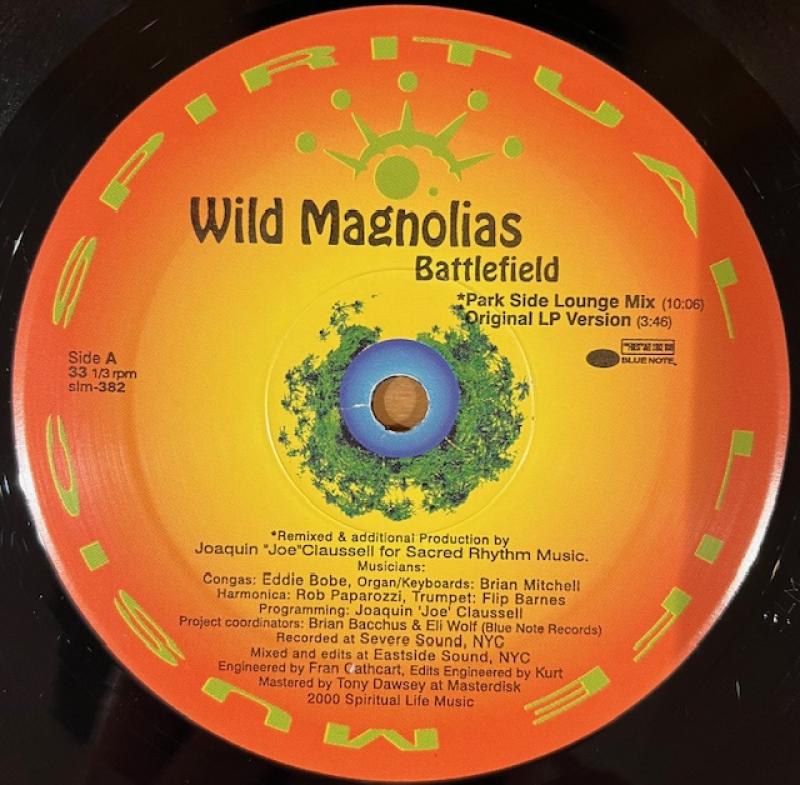 SPIRITUAL LIFE MUSIC
Wild Magnolias
Battlefield
*Park Side Lounge Mix (10:06)
Original LP Version (3:46)
Side A
33 1/3 rpm
slm-382
BLUE NOTE
*Remixed & additional Production by
Joaquin "Joe"Claussell for Sacred Rhythm Music.
Musicians:
Congas: Eddie Bobe, Organ/Keyboards: Brian Mitchell
Harmonica: Rob Paparozzi, Trumpet: Flip Barnes
Programming: Joaquin 'Joe' Claussell
Project coordinators: Brian Bacchus & Eli Wolf (Blue Note Records)
Recorded at Severe Sound, NYC
Mixed and edits at Eastside Sound, NYC
Engineered by Fran Cathcart, Edits Engineered by Kurt
Mastered by Tony Dawsey at Masterdisk
2000 Spiritual Life Music